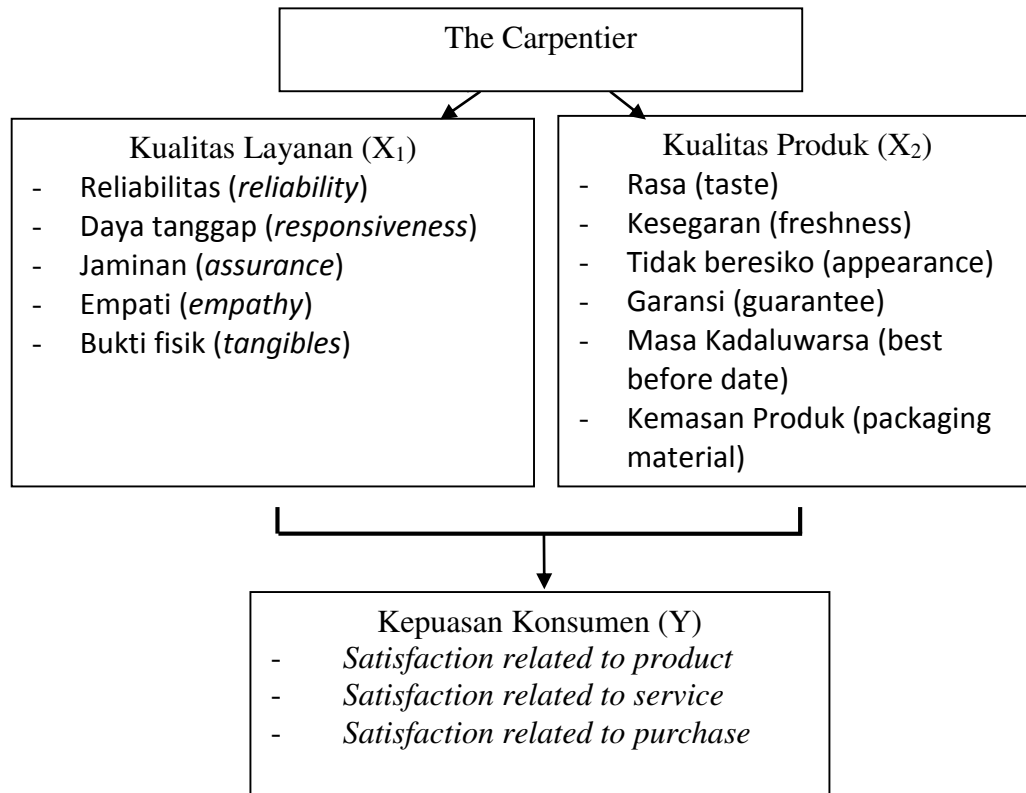 The Carpentier
Kualitas Layanan (X₁)
- Reliabilitas (reliability)
- Daya tanggap (responsiveness)
- Jaminan (assurance)
- Empati (empathy)
- Bukti fisik (tangibles)
Kualitas Produk (X₂)
- Rasa (taste)
- Kesegaran (freshness)
- Tidak beresiko (appearance)
- Garansi (guarantee)
- Masa Kadaluwarsa (best
before date)
- Kemasan Produk (packaging
material)
Kepuasan Konsumen (Y)
- Satisfaction related to product
- Satisfaction related to service
- Satisfaction related to purchase